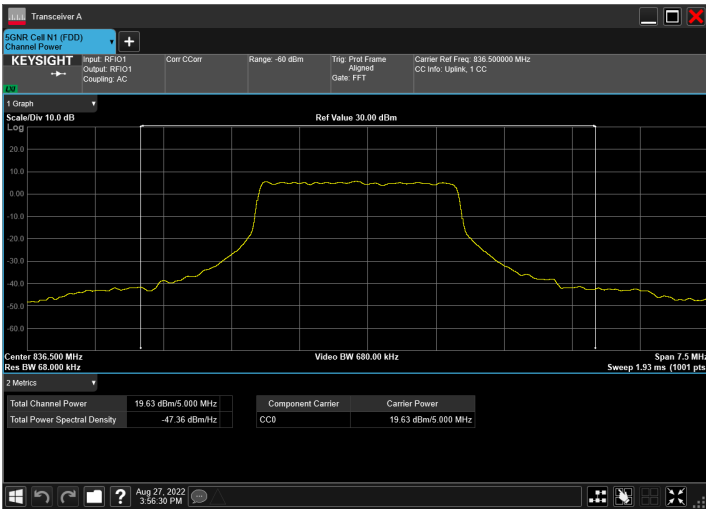 Transceiver A
5GNR Cell N1 (FDD)
Channel Power
KEYSIGHT
LXI
Input: RFIO1
Output: RFIO1
Coupling: AC
Corr CCorr
Range: -60 dBm
Trig: Prot Frame
Aligned
Gate: FFT
Carrier Ref Freq: 836.500000 MHz
CC Info: Uplink, 1 CC
1 Graph
Scale/Div 10.0 dB
Ref Value 30.00 dBm
Log
20.0
10.0
0.00
-10.0
-20.0
-30.0
-40.0
-50.0
-60.0
Center 836.500 MHz
Video BW 680.00 kHz
Span 7.5 MHz
Res BW 68.000 kHz
Sweep 1.93 ms (1001 pts
2 Metrics
Total Channel Power
19.63 dBm/5.000 MHz
Total Power Spectral Density
-47.36 dBm/Hz
Component Carrier
Carrier Power
CC0
19.63 dBm/5.000 MHz
?
Aug 27, 2022
3:56:30 PM